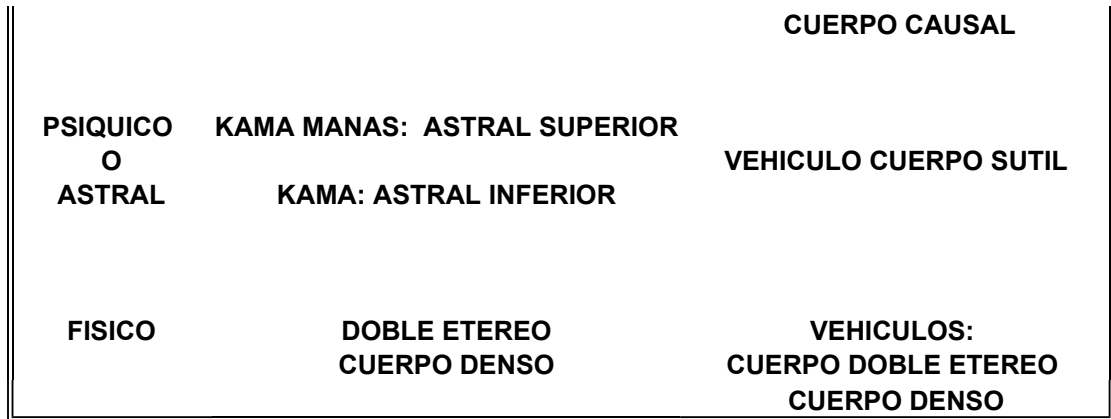 CUERPO CAUSAL
PSIQUICO KAMA MANAS: ASTRAL SUPERIOR
O VEHICULO CUERPO SUTIL
ASTRAL KAMA: ASTRAL INFERIOR
FISICO DOBLE ETEREO VEHICULOS:
CUERPO DENSO CUERPO DOBLE ETEREO
CUERPO DENSO